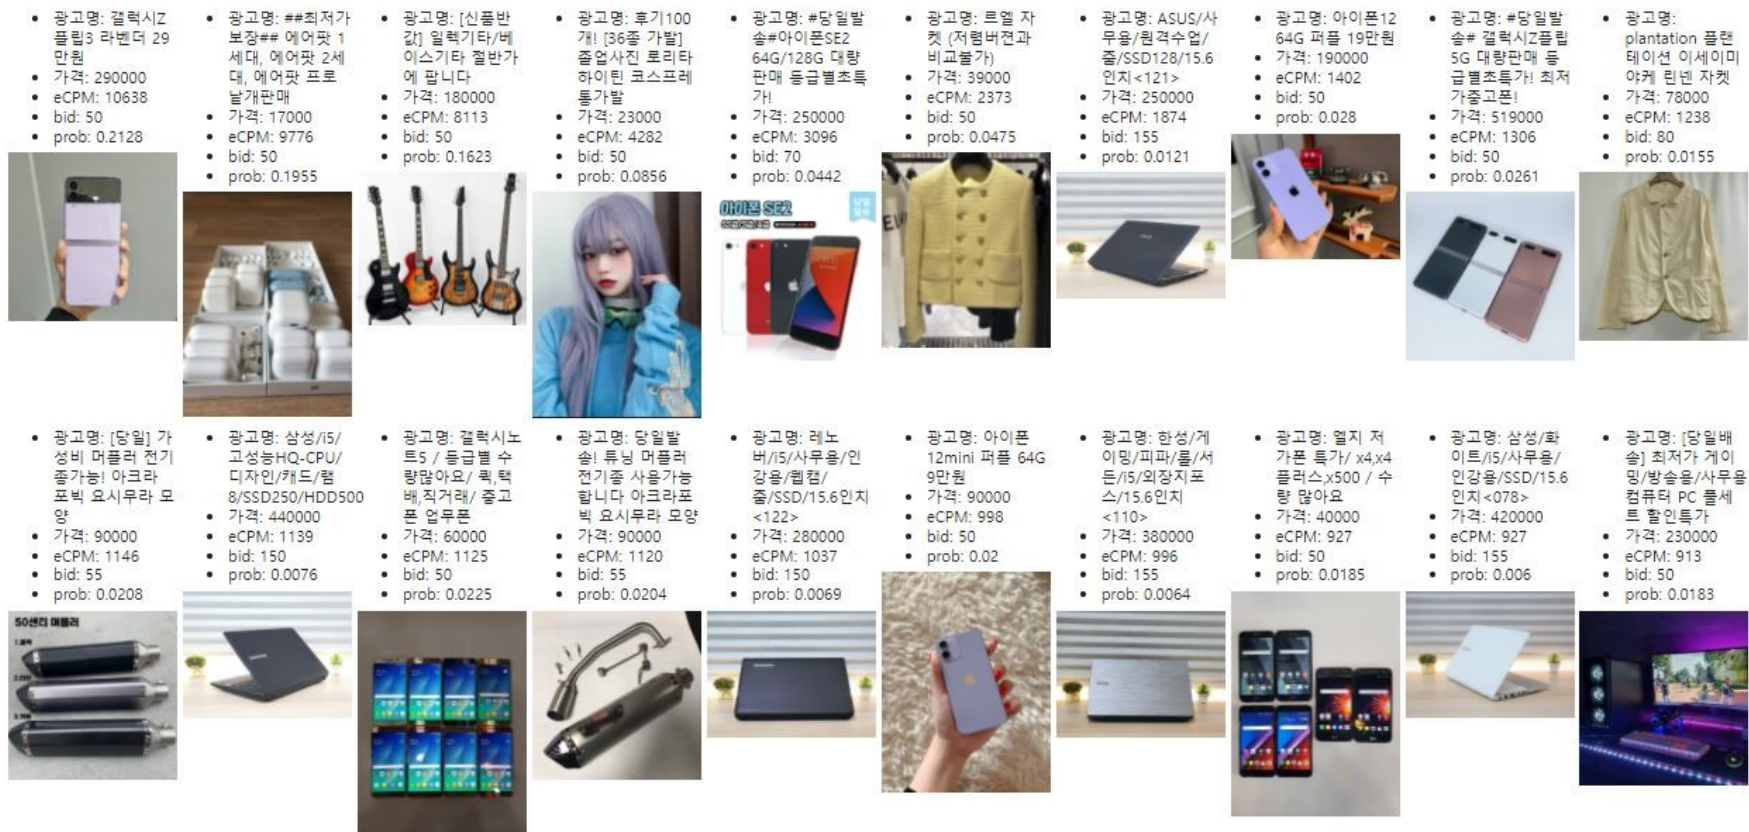 광고명: 갤럭시Z
플립3 라벤더 29
만원
가격: 290000
eCPM: 10638
bid: 50
prob: 0.2128
광고명: ##최저가
보장## 에어팟 1
세대, 에어팟 2세
대, 에어팟 프로
낱개판매
가격: 17000
eCPM: 9776
bid: 50
prob: 0.1955
광고명: [신품반
값] 일렉기타/베
이스기타 절반가
에 팝니다
가격: 180000
eCPM: 8113
bid: 50
prob: 0.1623
광고명: 후기100
개! [36종 가발]
졸업사진 로리타
하이틴 코스프레
통가발
가격: 23000
eCPM: 4282
bid: 50
prob: 0.0856
광고명: #당일발
송#아이폰SE2
64G/128G 대량
판매 등급별초특
가!
가격: 250000
eCPM: 3096
bid: 70
prob: 0.0442
아이폰 SE2
당일
발송
광고명: 르엘 자
켓 (저렴버젼과
비교불가)
가격: 39000
eCPM: 2373
bid: 50
prob: 0.0475
광고명: ASUS/사
무용/원격수업/
줌/SSD128/15.6
인치<121>
가격: 250000
eCPM: 1874
bid: 155
prob: 0.0121
광고명: 아이폰12
64G 퍼플 19만원
가격: 190000
eCPM: 1402
bid: 50
prob: 0.028
광고명: #당일발
송# 갤럭시Z플립
5G 대량판매 등
급별초특가! 최저
가중고폰!
가격: 519000
eCPM: 1306
bid: 50
prob: 0.0261
광고명:
plantation 플랜
테이션 이세이미
야케 린넨 자켓
가격: 78000
eCPM: 1238
bid: 80
prob: 0.0155
광고명: [당일] 가
성비 머플러 전기
종가능! 아크라
포빅 요시무라 모
양
가격: 90000
eCPM: 1146
bid: 55
prob: 0.0208
50센티 머플러
광고명: 삼성/i5/
고성능HQ-CPU/
디자인/캐드/램
8/SSD250/HDD500
가격: 440000
eCPM: 1139
bid: 150
prob: 0.0076
광고명: 갤럭시노
트5 / 등급별 수
량많아요/ 퀵,택
배,직거래/ 중고
폰 업무폰
가격: 60000
eCPM: 1125
bid: 50
prob: 0.0225
광고명: 당일발
송! 튜닝 머플러
전기종 사용가능
합니다 아크라포
빅 요시무라 모양
가격: 90000
eCPM: 1120
bid: 55
prob: 0.0204
광고명: 레노
버/i5/사무용/인
강용/웹캠/
줌/SSD/15.6인치
<122>
가격: 280000
eCPM: 1037
bid: 150
prob: 0.0069
광고명: 아이폰
12mini 퍼플 64G
9만원
가격: 90000
eCPM: 998
bid: 50
prob: 0.02
광고명: 한성/게
이밍/피파/롤/서
든/i5/외장지포
스/15.6인치
<110>
가격: 380000
eCPM: 996
bid: 155
prob: 0.0064
광고명: 엘지 저
가폰 특가/ x4,x4
플러스,x500 / 수
량 많아요
가격: 40000
eCPM: 927
bid: 50
prob: 0.0185
광고명: 삼성/화
이트/i5/사무용/
인강용/SSD/15.6
인치<078>
가격: 420000
eCPM: 927
bid: 155
prob: 0.006
광고명: [당일배
송] 최저가 게이
밍/방송용/사무용
컴퓨터 PC 풀세
트 할인특가
가격: 230000
eCPM: 913
bid: 50
prob: 0.0183